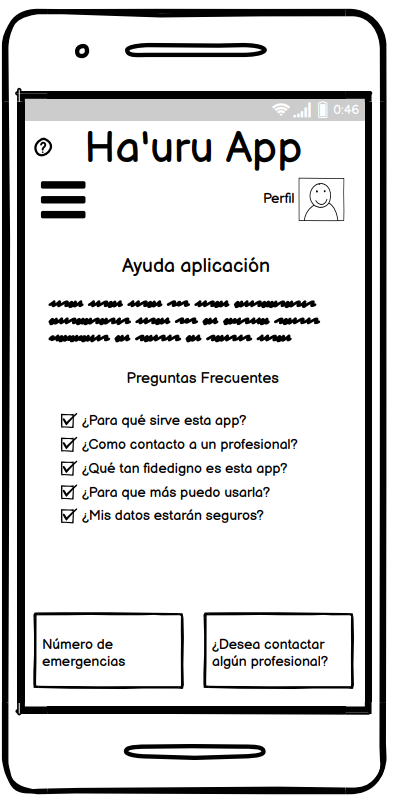 0:46
Ha'uru App
Perfil
Ayuda aplicación
Preguntas Frecuentes
¿Para qué sirve esta app?
¿Como contacto a un profesional?
¿Qué tan fidedigno es esta app?
¿Para que más puedo usarla?
¿Mis datos estarán seguros?
Número de
emergencias
¿Desea contactar
algún profesional?